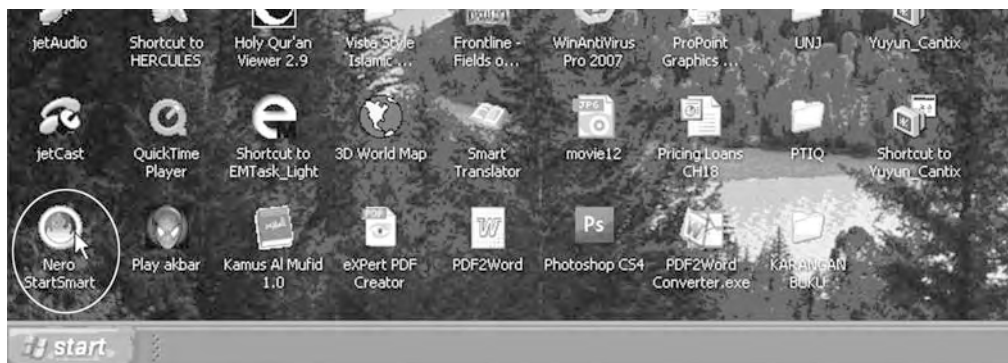 jetAudio
Shortcut to
HERCULES
Holy Qur'an
Viewer 2.9
Vista Style
Islamic ...
Frontline -
Fields o...
WinAntiVirus
Pro 2007
ProPoint
Graphics ...
UNJ
Yuyun_Cantix
jetCast
QuickTime
Player
Shortcut to
EMTask_Light
3D World Map
Smart
Translator
JPG
movie12
Pricing Loans
CH18
PTIQ
Shortcut to
Yuyun_Cantix
Nero
StartSmart
Play akbar
Kamus Al Mufid
1.0
PDF
eXPert PDF
Creator
W
PDF2Word
Ps
Photoshop CS4
PDF2Word
Converter.exe
KARANGAN
BUKU
start